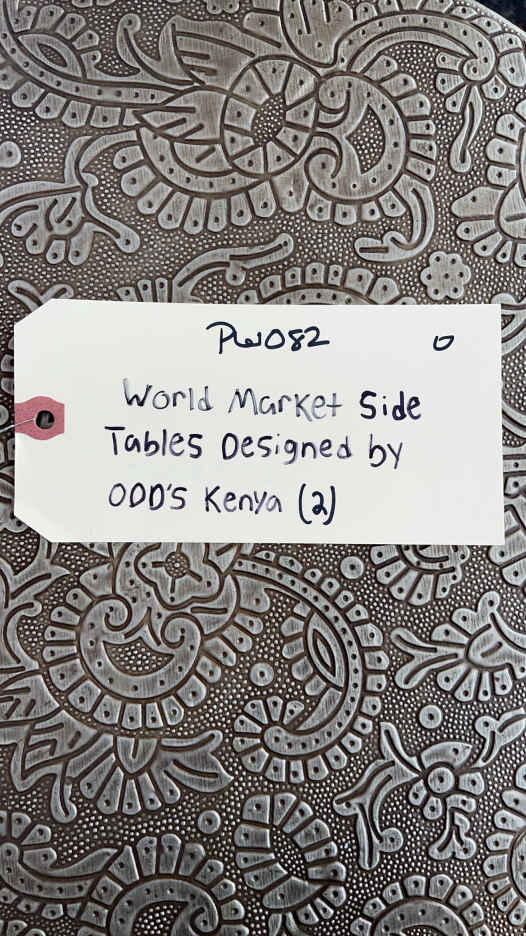 PW082 0
World Market Side
Tables Designed by
ODD'S Kenya (2)